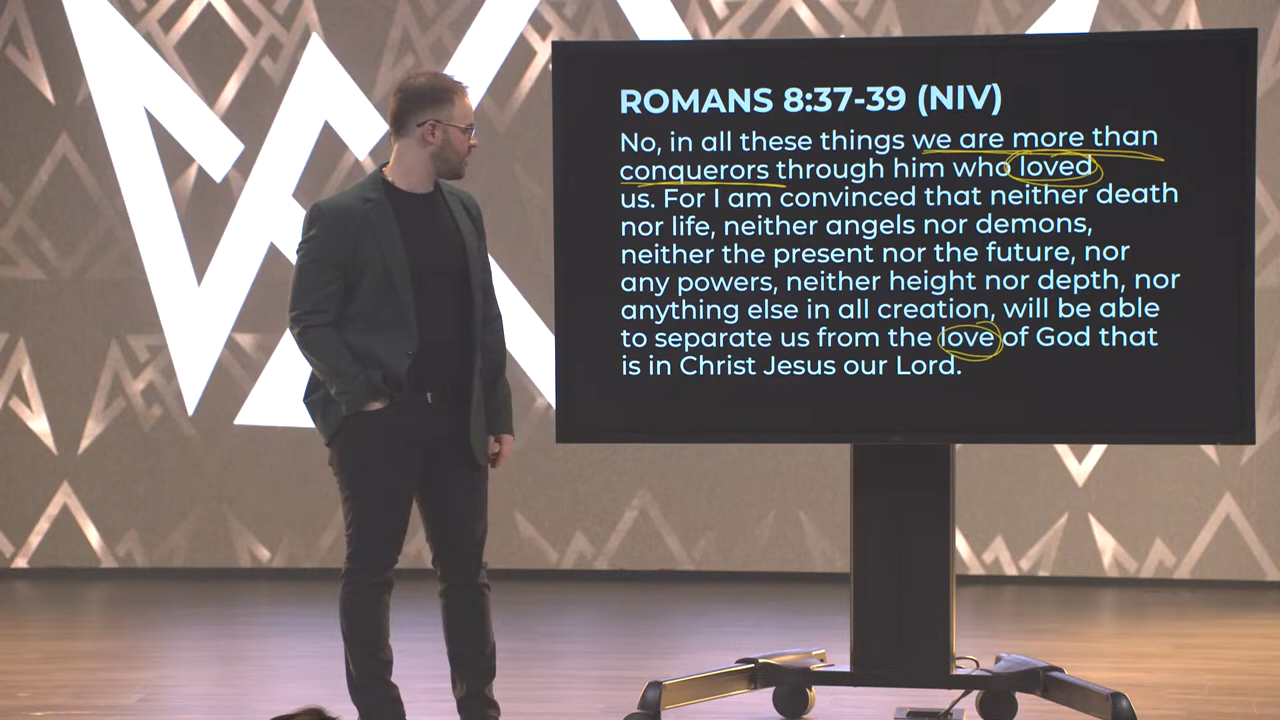 ROMANS 8:37-39 (NIV)
No, in all these things we are more than
conquerors through him who loved
us. For I am convinced that neither death
nor life, neither angels nor demons,
neither the present nor the future, nor
any powers, neither height nor depth, nor
anything else in all creation, will be able
to separate us from the love of God that
is in Christ Jesus our Lord.